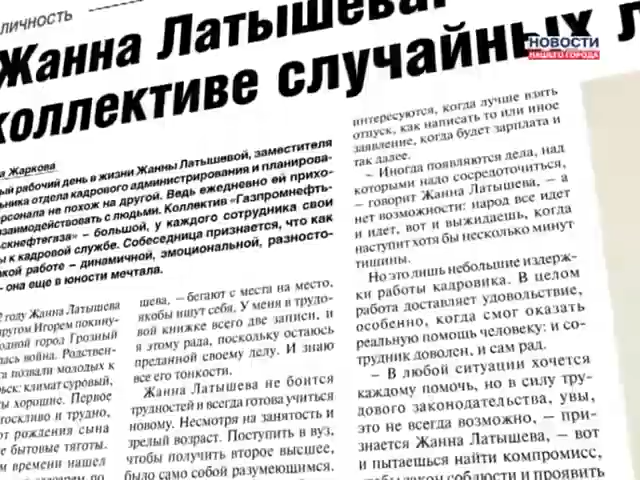 ЛИЧНОСТЬ
Жанна Латышева:
коллективе случайных
НОВОСТИ
НАШЕГО ГОРОДА
Жаркова
рабочий день в жизни Жанны Латышевой, заместителя
отдела кадрового администрирования и планирова-
не похож на другой. Ведь ежедневно ей прихо-
взаимодействовать с людьми. Коллектив «Газпромнефть-
– большой, у каждого сотрудника свои
к кадровой службе. Собеседница признается, что как
работе – динамичной, эмоциональной, разносто-
– она еще в юности мечтала.
году Жанна Латышева
Игорем покину-
город Грозный
война. Родствен-
позвали молодых к
климат суровый,
хорошие. Первое
и трудно,
рождения сына
бытовые тяготы.
времени нашел
шева, – бегают с места на место,
якобы ищут себя. У меня в трудо-
вой книжке всего две записи, и
я этому рада, поскольку остаюсь
преданной своему делу. И знаю
все его тонкости.
Жанна Латышева не боится
трудностей и всегда готова учиться
новому. Несмотря на занятость и
зрелый возраст. Поступить в вуз,
чтобы получить второе высшее,
было само собой разумеющимся.
интересуются, когда лучше взять
отпуск, как написать то или иное
заявление, когда будет зарплата и
так далее.
– Иногда появляются дела, над
которыми надо сосредоточиться,
– говорит Жанна Латышева, – а
нет возможности: народ все идет
и идет, вот и выжидаешь, когда
наступит хотя бы несколько минут
тишины.
Но это лишь небольшие издерж-
ки работы кадровика. В целом
работа доставляет удовольствие,
особенно, когда смог оказать
реальную помощь человеку: и со-
трудник доволен, и сам рад.
– В любой ситуации хочется
каждому помочь, но в силу тру-
дового законодательства, увы,
это не всегда возможно, – при-
знается Жанна Латышева, – вот
и пытаешься найти компромисс,
чтобы закон соблюсти и проявить